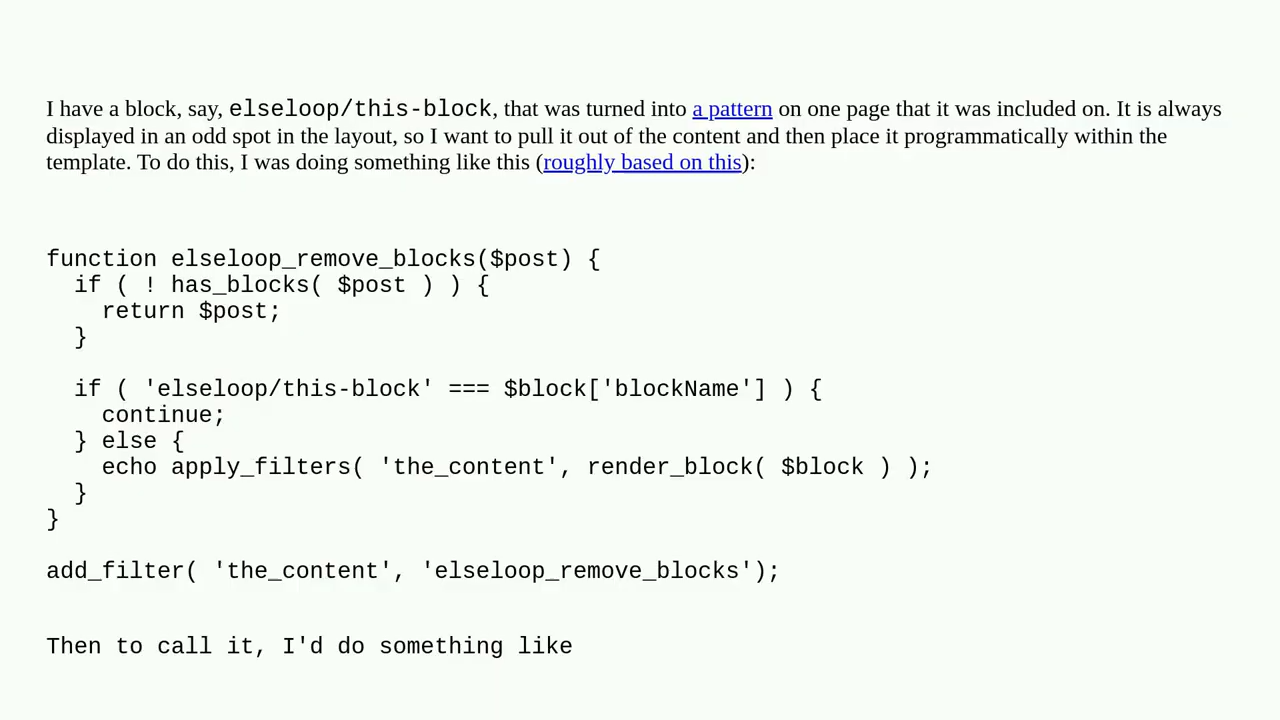 I have a block, say, elseloop/this-block, that was turned into a pattern on one page that it was included on. It is always
displayed in an odd spot in the layout, so I want to pull it out of the content and then place it programmatically within the
template. To do this, I was doing something like this (roughly based on this):
function elseloop_remove_blocks($post) {
  if ( ! has_blocks( $post ) ) {
    return $post;
  }
  if ( 'elseloop/this-block' === $block['blockName'] ) {
    continue;
  } else {
    echo apply_filters( 'the_content', render_block( $block ) );
  }
}
add_filter( 'the_content', 'elseloop_remove_blocks');
Then to call it, I'd do something like